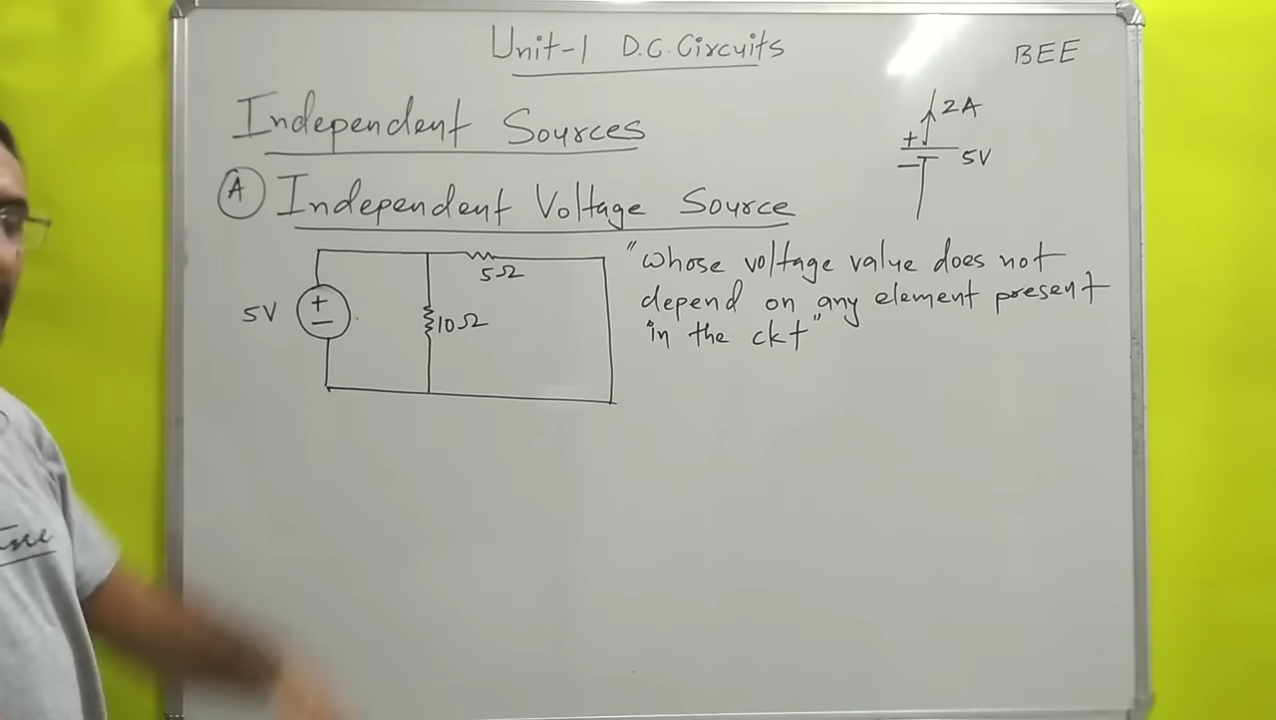 Unit-1 D.C. Circuits
BEE
Independent Sources
2A
+
-
5V
A Independent Voltage Source
5V
+
-
10Ω
5Ω
"whose voltage value does not
depend on any element present
in the ckt"